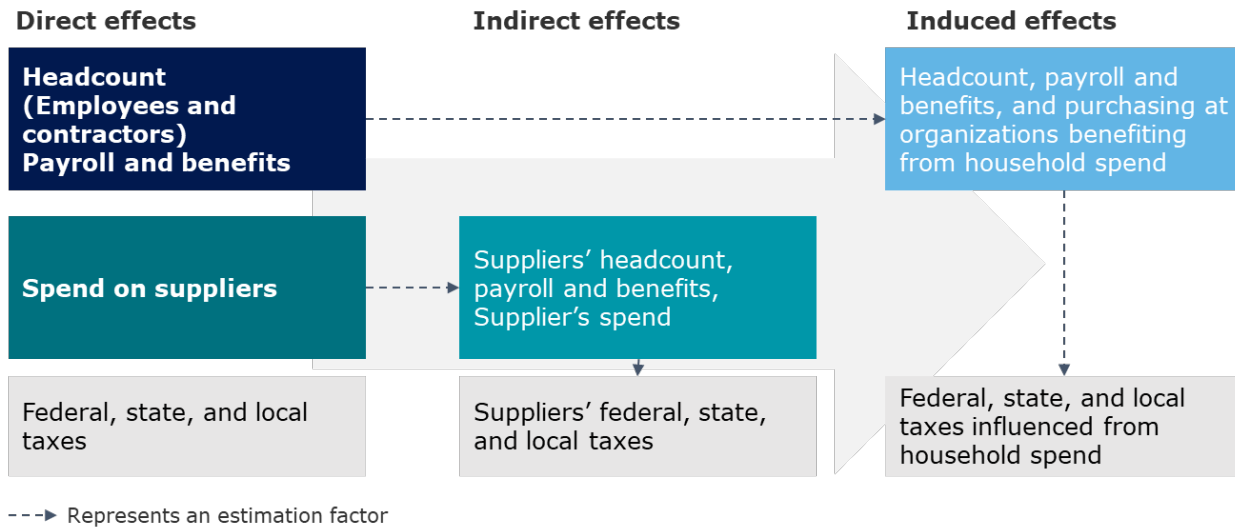 Direct effects
Indirect effects
Induced effects
Headcount
(Employees and
contractors)
Payroll and benefits
Headcount, payroll and
benefits, and purchasing at
organizations benefiting
from household spend
Spend on suppliers
Suppliers’ headcount,
payroll and benefits,
Supplier’s spend
Federal, state, and local
taxes
Suppliers’ federal, state,
and local taxes
Federal, state, and local
taxes influenced from
household spend
Represents an estimation factor